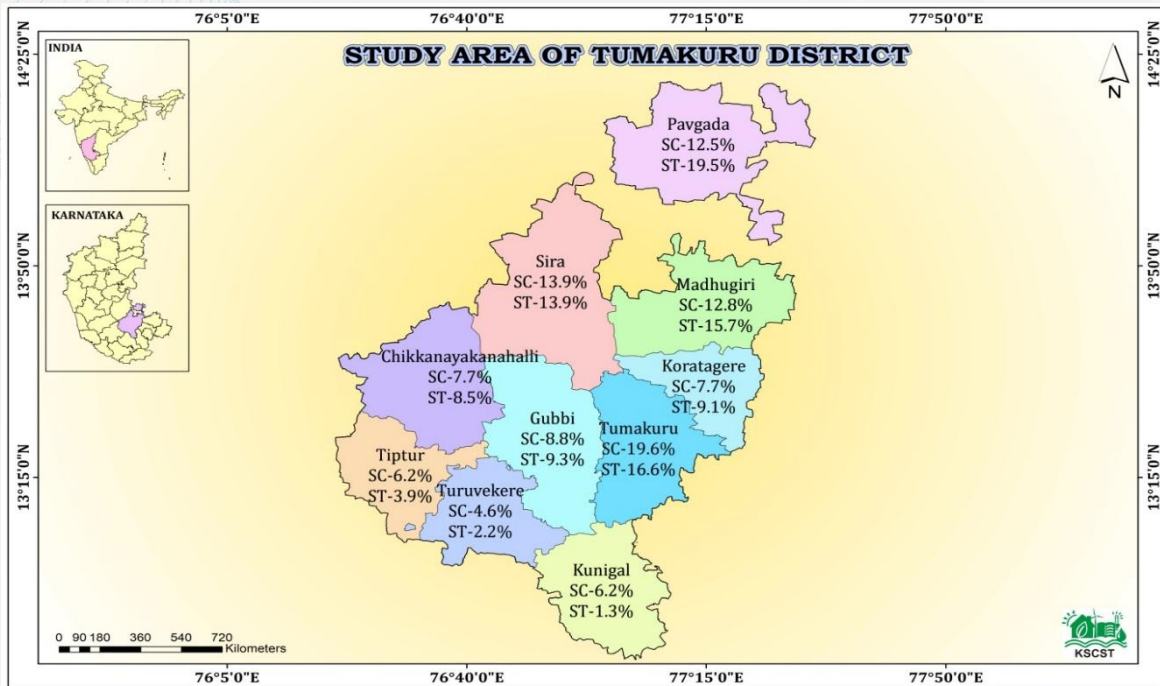 76°5'0"E 76°40'0"E 77°15'0"E 77°50'0"E
STUDY AREA OF TUMAKURU DISTRICT
INDIA
KARNATAKA
N
14°25'0"N
13°50'0"N
13°15'0"N
14°25'0"N
13°50'0"N
13°15'0"N
Pavgada
SC-12.5%
ST-19.5%
Sira
SC-13.9%
ST-13.9%
Madhugiri
SC-12.8%
ST-15.7%
Chikkanayakanahalli
SC-7.7%
ST-8.5%
Koratagere
SC-7.7%
ST-9.1%
Gubbi
SC-8.8%
ST-9.3%
Tumakuru
SC-19.6%
ST-16.6%
Tiptur
SC-6.2%
ST-3.9%
Turuvekere
SC-4.6%
ST-2.2%
Kunigal
SC-6.2%
ST-1.3%
0 90 180 360 540 720
Kilometers
KSCST
76°5'0"E 76°40'0"E 77°15'0"E 77°50'0"E